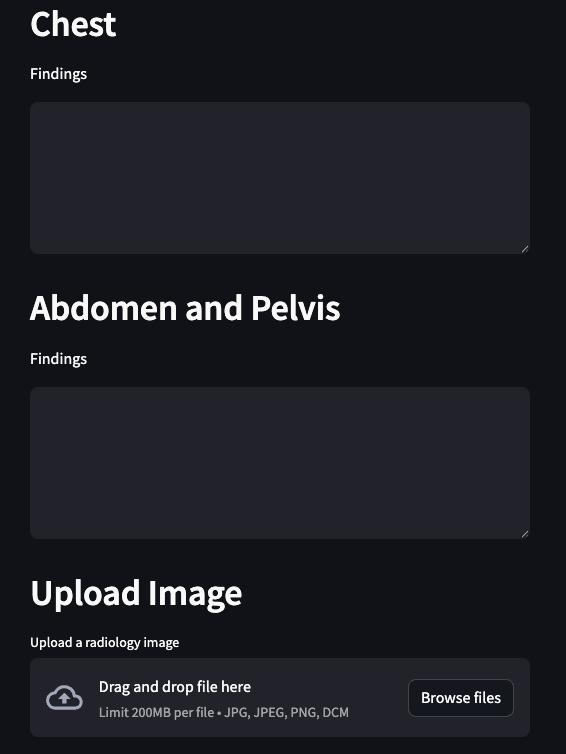 Chest
Findings
Abdomen and Pelvis
Findings
Upload Image
Upload a radiology image
Drag and drop file here
Limit 200MB per file • JPG, JPEG, PNG, DCM
Browse files